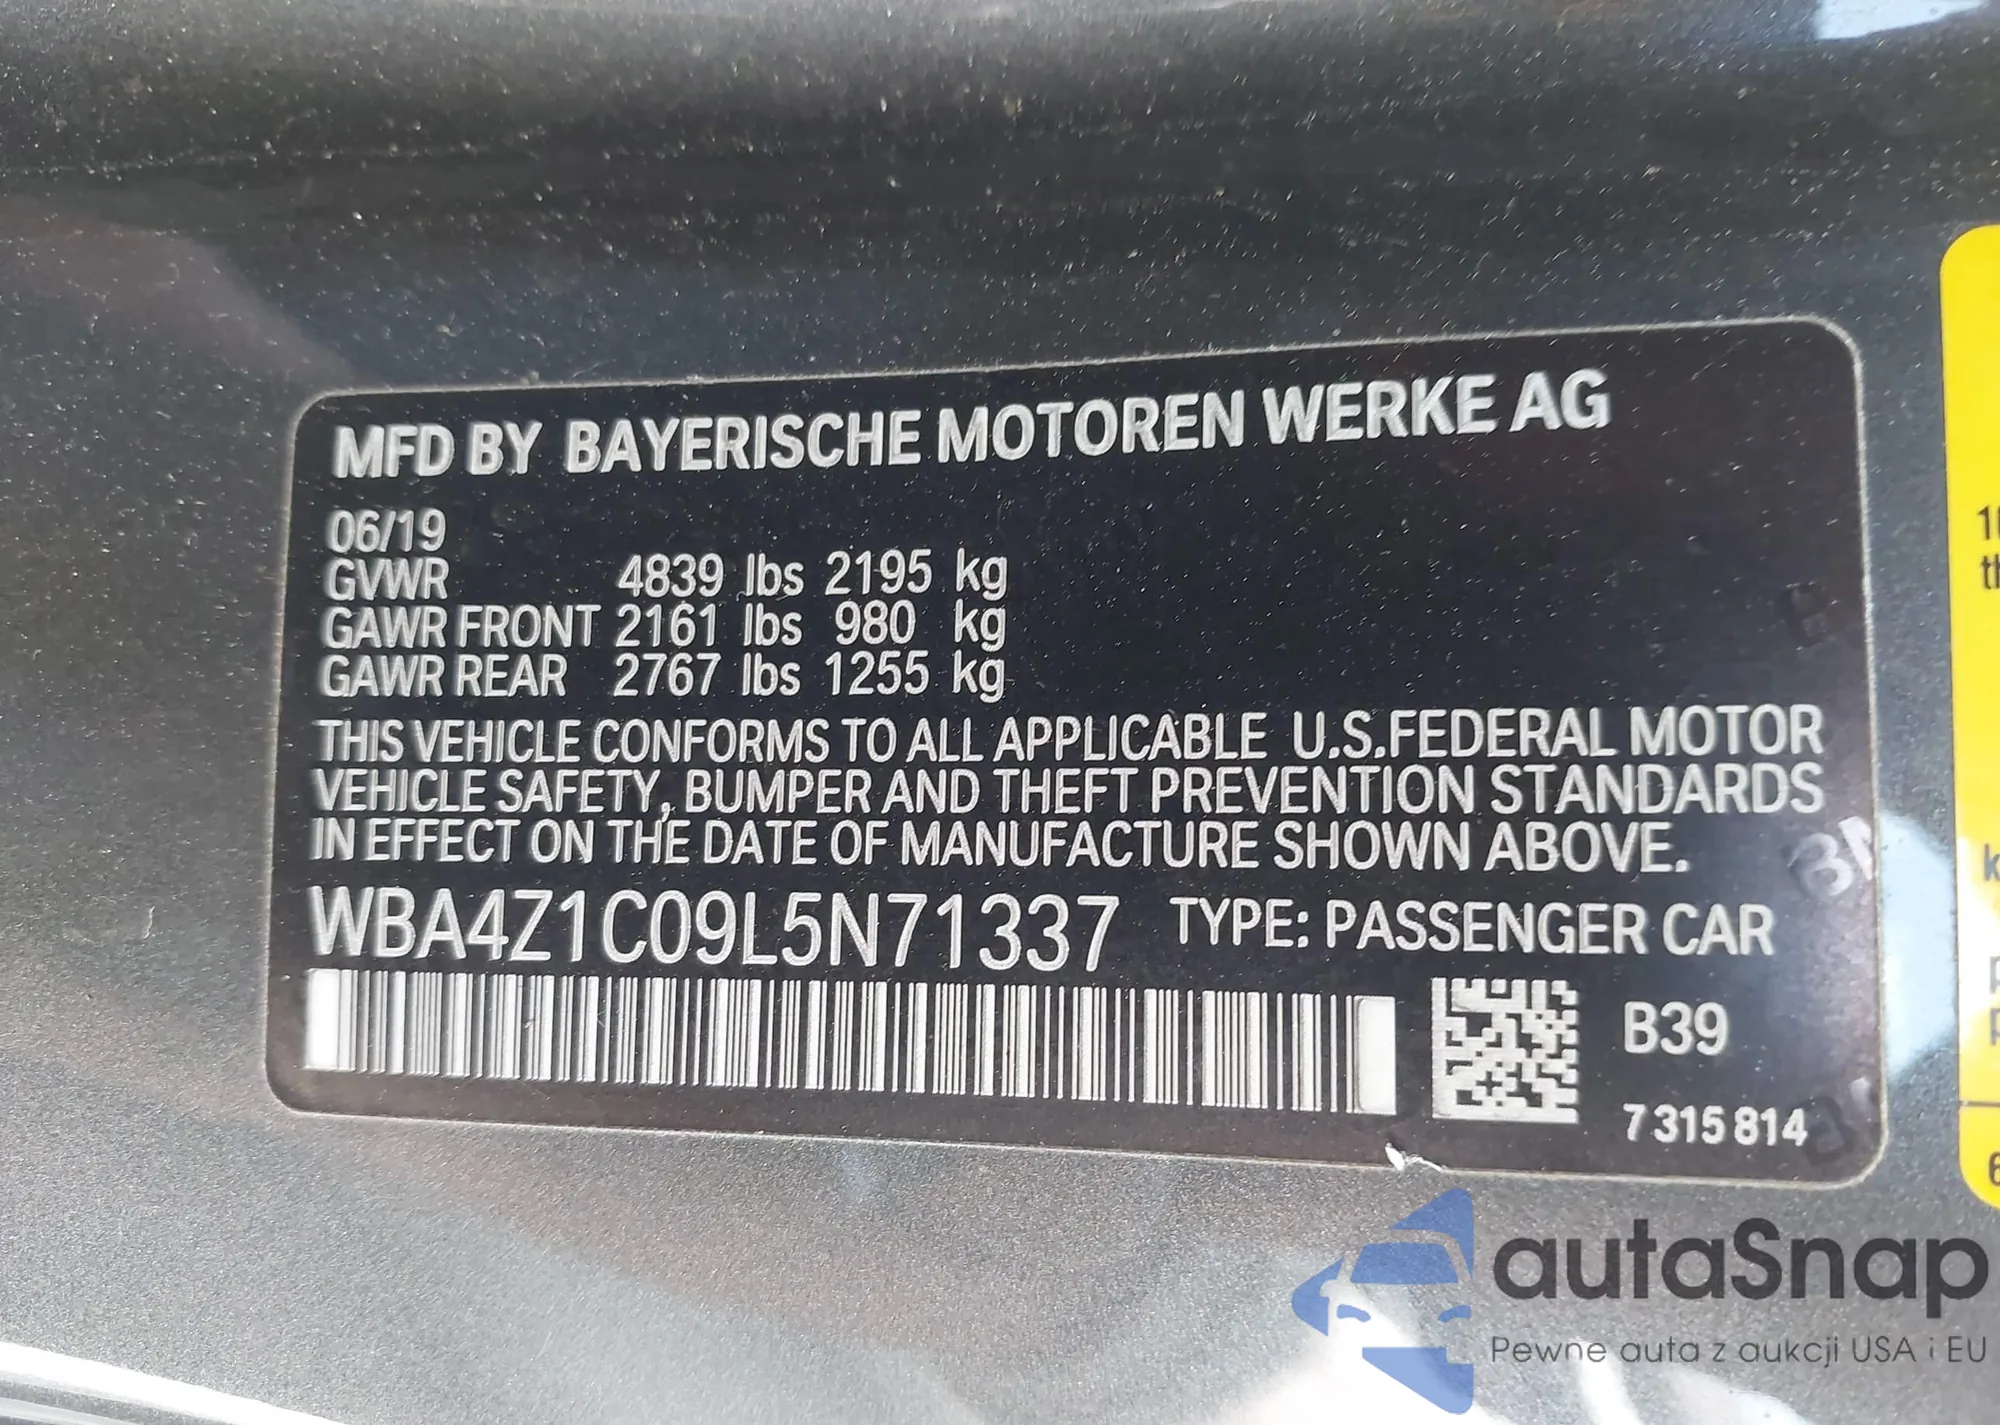 MFD BY BAYERISCHE MOTOREN WERKE AG
06/19
GVWR 4839 lbs 2195 kg
GAWR FRONT 2161 lbs 980 kg
GAWR REAR 2767 lbs 1255 kg
THIS VEHICLE CONFORMS TO ALL APPLICABLE U.S.FEDERAL MOTOR
VEHICLE SAFETY, BUMPER AND THEFT PREVENTION STANDARDS
IN EFFECT ON THE DATE OF MANUFACTURE SHOWN ABOVE.
WBA4Z1C09L5N71337 TYPE: PASSENGER CAR
B39
7 315 814
autaSnap
Pewne auta z aukcji USA i EU